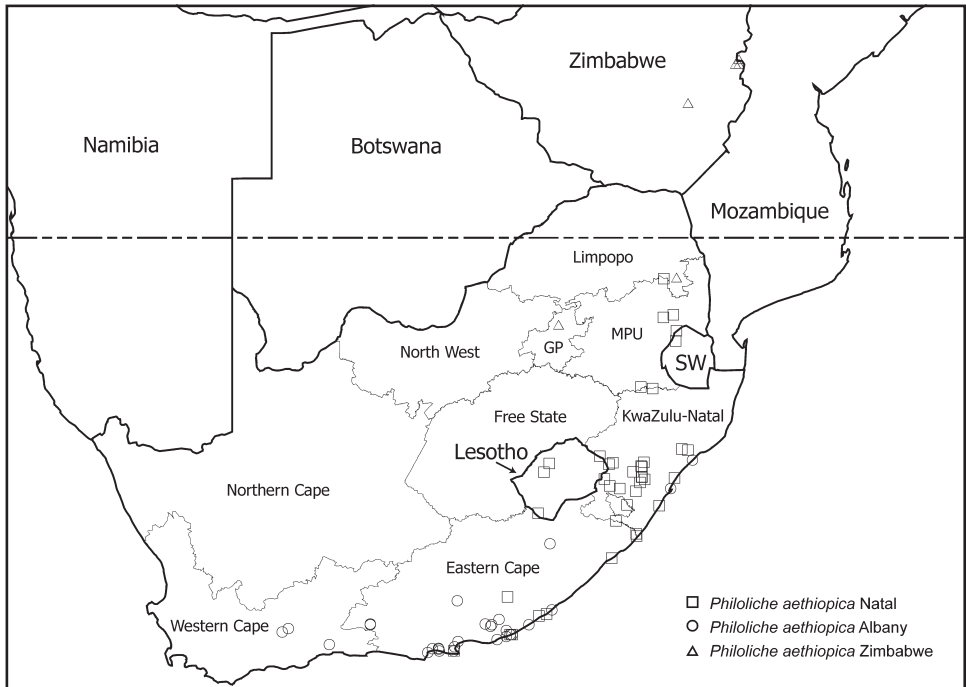 Zimbabwe
Namibia
Botswana
Mozambique
Limpopo
MPU
North West
GP
SW
Free State
KwaZulu-Natal
Lesotho
Northern Cape
Eastern Cape
Western Cape
Philoliche aethiopica Natal
Philoliche aethiopica Albany
Philoliche aethiopica Zimbabwe